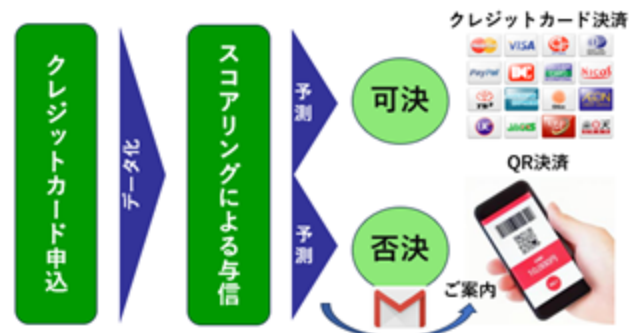 クレジットカード申込
データ化
スコアリングによる与信
予測
予測
可決
否決
クレジットカード決済
VISA
PayPal
UC
QR決済
ご案内